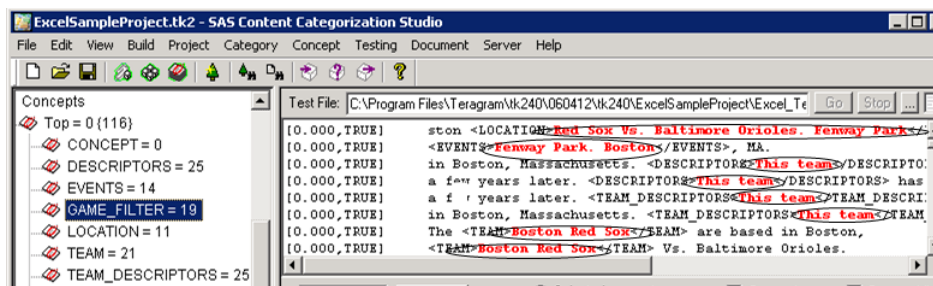 ExcelSampleProject.tk2 - SAS Content Categorization Studio
File Edit View Build Project Category Concept Testing Document Server Help
Concepts
Top = 0 {116}
CONCEPT = 0
DESCRIPTORS = 25
EVENTS = 14
GAME_FILTER = 19
LOCATION = 11
TEAM = 21
TEAM_DESCRIPTORS = 25
Test File: C:\Program Files\Teragram\tk240\060412\tk240\ExcelSampleProject\Excel_Te Go Stop ...
[0.000,TRUE] ston <LOCATION>Red Sox Vs. Baltimore Orioles. Fenway Park</
[0.000,TRUE] <EVENTS>Fenway Park. Boston</EVENTS>, MA.
[0.000,TRUE] in Boston, Massachusetts. <DESCRIPTORS>This team</DESCRIPTO
[0.000,TRUE] a few years later. <DESCRIPTORS>This team</DESCRIPTORS> has
[0.000,TRUE] a f r years later. <TEAM_DESCRIPTORS>This team</TEAM_DESCRI
[0.000,TRUE] in Boston, Massachusetts. <TEAM_DESCRIPTORS>This team</TEAM
[0.000,TRUE] The <TEAM>Boston Red Sox</TEAM> are based in Boston,
[0.000,TRUE] <TEAM>Boston Red Sox</TEAM> Vs. Baltimore Orioles.